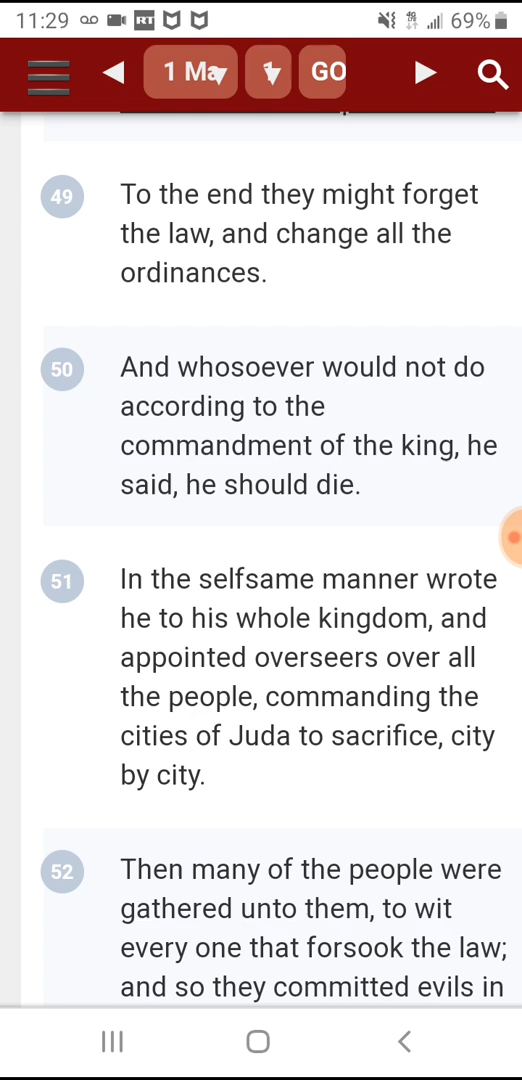 11:29 RT 4G 69%
1 Ma 1 GO
49 To the end they might forget
the law, and change all the
ordinances.
50 And whosoever would not do
according to the
commandment of the king, he
said, he should die.
51 In the selfsame manner wrote
he to his whole kingdom, and
appointed overseers over all
the people, commanding the
cities of Juda to sacrifice, city
by city.
52 Then many of the people were
gathered unto them, to wit
every one that forsook the law;
and so they committed evils in